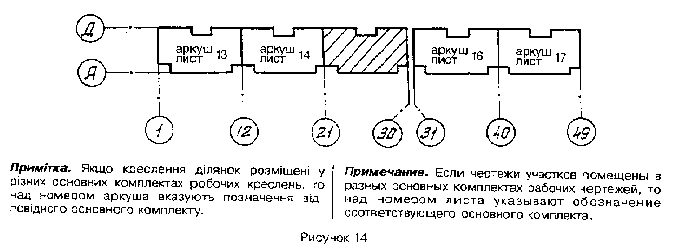 Д
аркуш
лист 13
аркуш
лист 14
аркуш
лист 16
аркуш
лист 17
Я
1 12 21 30 31 40 49
Примітка. Якщо креслення ділянок розміщені у
різних основних комплектах робочих креслень, то
над номером аркуша вказують позначення від
повідного основного комплекту.
Примечание. Если чертежи участков помещены в
разных основных комплектах рабочих чертежей, то
над номером листа указывают обозначение
соответствующего основного комплекта.
Рисунок 14